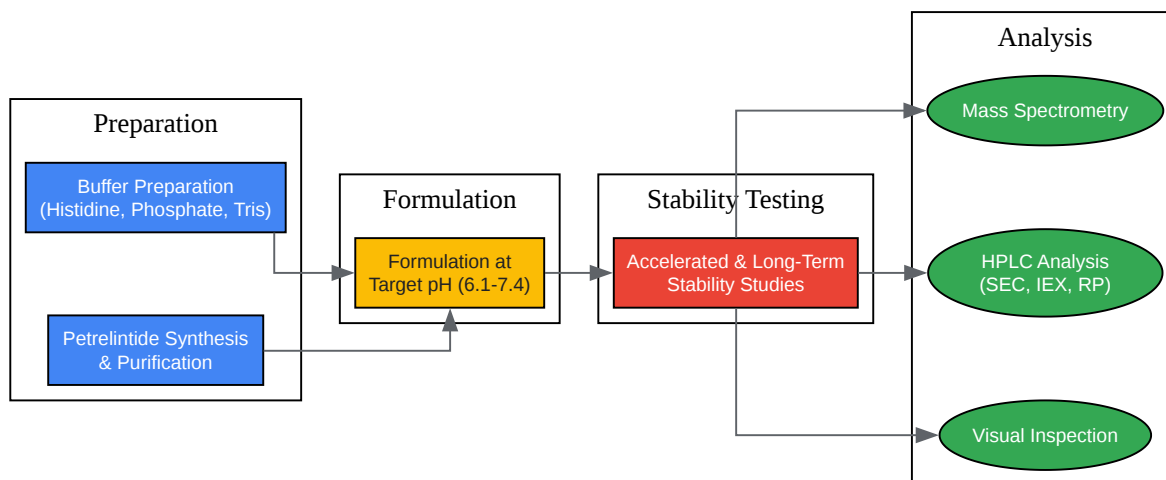 Preparation
Buffer Preparation
(Histidine, Phosphate, Tris)
Petrelintide Synthesis
& Purification
Formulation
Formulation at
Target pH (6.1-7.4)
Stability Testing
Accelerated & Long-Term
Stability Studies
Analysis
Mass Spectrometry
HPLC Analysis
(SEC, IEX, RP)
Visual Inspection